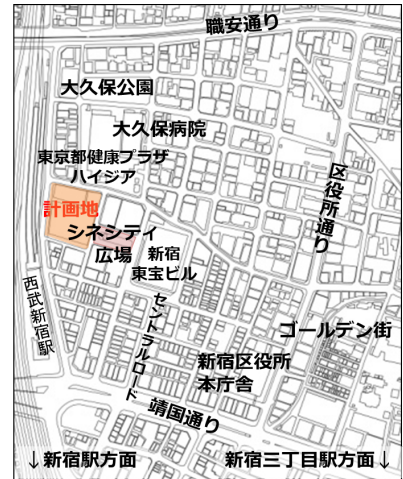 職安通り
大久保公園
大久保病院
東京都健康プラザ
ハイジア
区役所通り
計画地
シネシティ
広場
新宿
東宝ビル
西武新宿駅
セントラルロード
ゴールデン街
新宿区役所
本庁舎
靖国通り
↓新宿駅方面
新宿三丁目駅方面↓